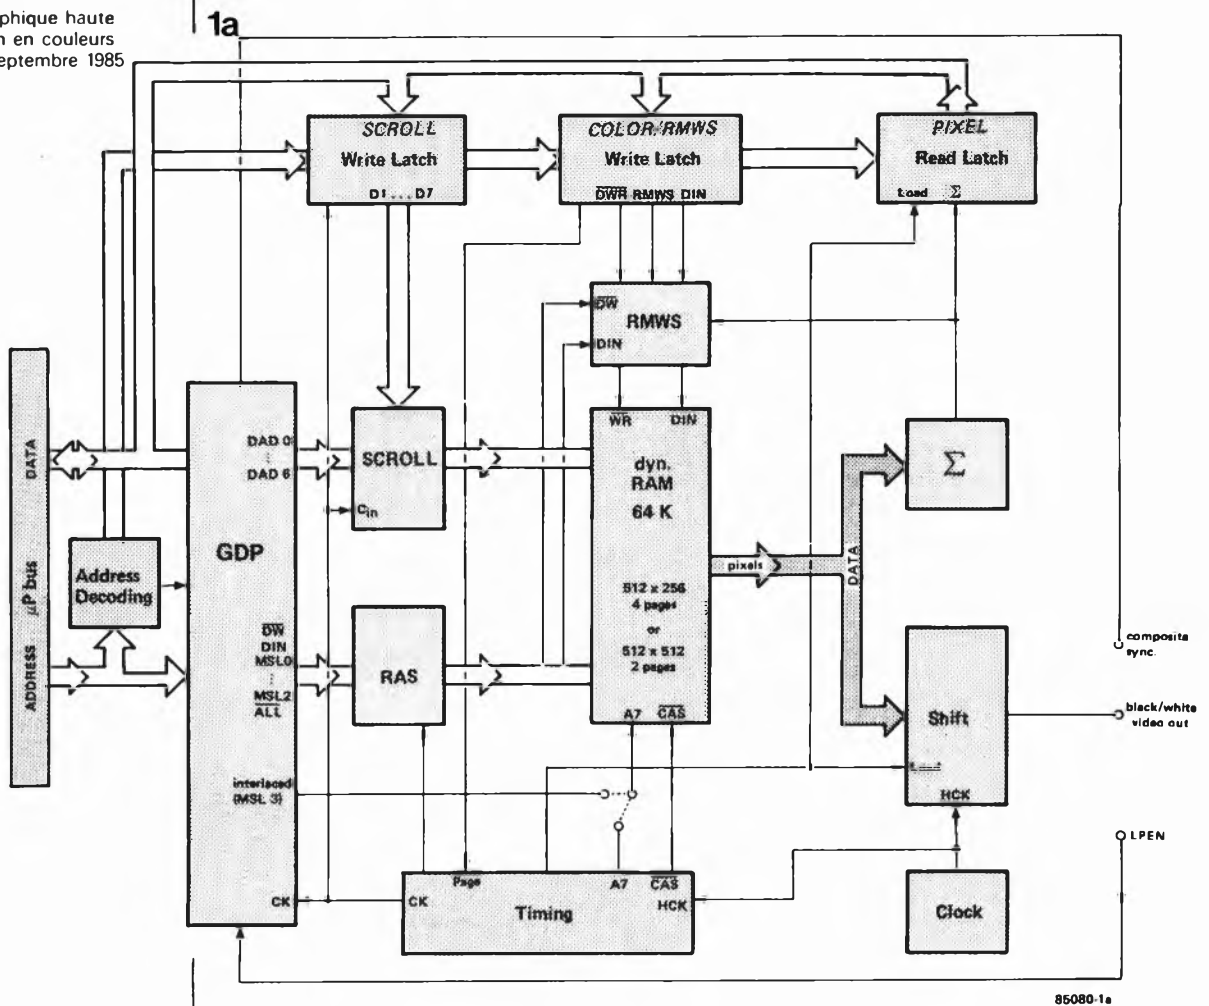 phique haute
n en couleurs
eptembre 1985
1a
SCROLL
Write Latch
D1 . . . D7
COLOR/RMWS
Write Latch
DWR RMWS DIN
PIXEL
Read Latch
Load Σ
DW
RMWS
DIN
DATA
µP bus
ADDRESS
Address
Decoding
GDP
DAD 0
DAD 6
DW
DIN
MSL0
MSL2
ALL
interlaced
(MSL 3)
CK
SCROLL
Cin
RAS
WR DIN
dyn.
RAM
64 K
512 x 256
4 pages
or
512 x 512
2 pages
A7 CAS
pixels
DATA
Σ
Shift
Load
HCK
composite
sync.
black/white
video out
LPEN
Page
CK
Timing
A7 CAS
HCK
Clock
85080-1a